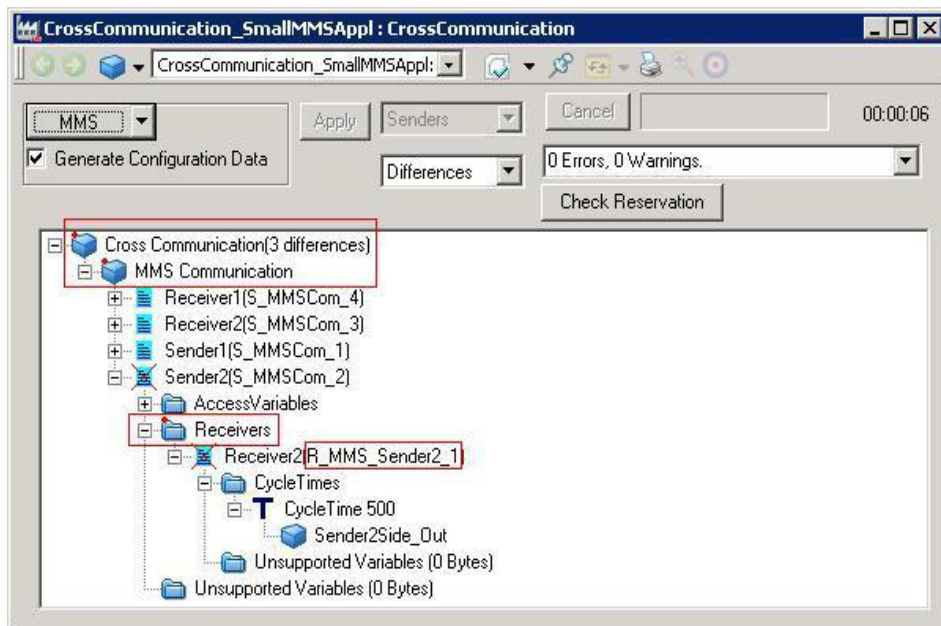 CrossCommunication_SmallMMSAppl : CrossCommunication
CrossCommunication_SmallMMSAppl:
MMS Apply Senders Cancel 00:00:06
Generate Configuration Data Differences 0 Errors, 0 Warnings.
Check Reservation
Cross Communication(3 differences)
MMS Communication
Receiver1(S_MMSCom_4)
Receiver2(S_MMSCom_3)
Sender1(S_MMSCom_1)
Sender2(S_MMSCom_2)
AccessVariables
Receivers
Receiver2(R_MMS_Sender2_1)
CycleTimes
T CycleTime 500
Sender2Side_Out
Unsupported Variables (0 Bytes)
Unsupported Variables (0 Bytes)